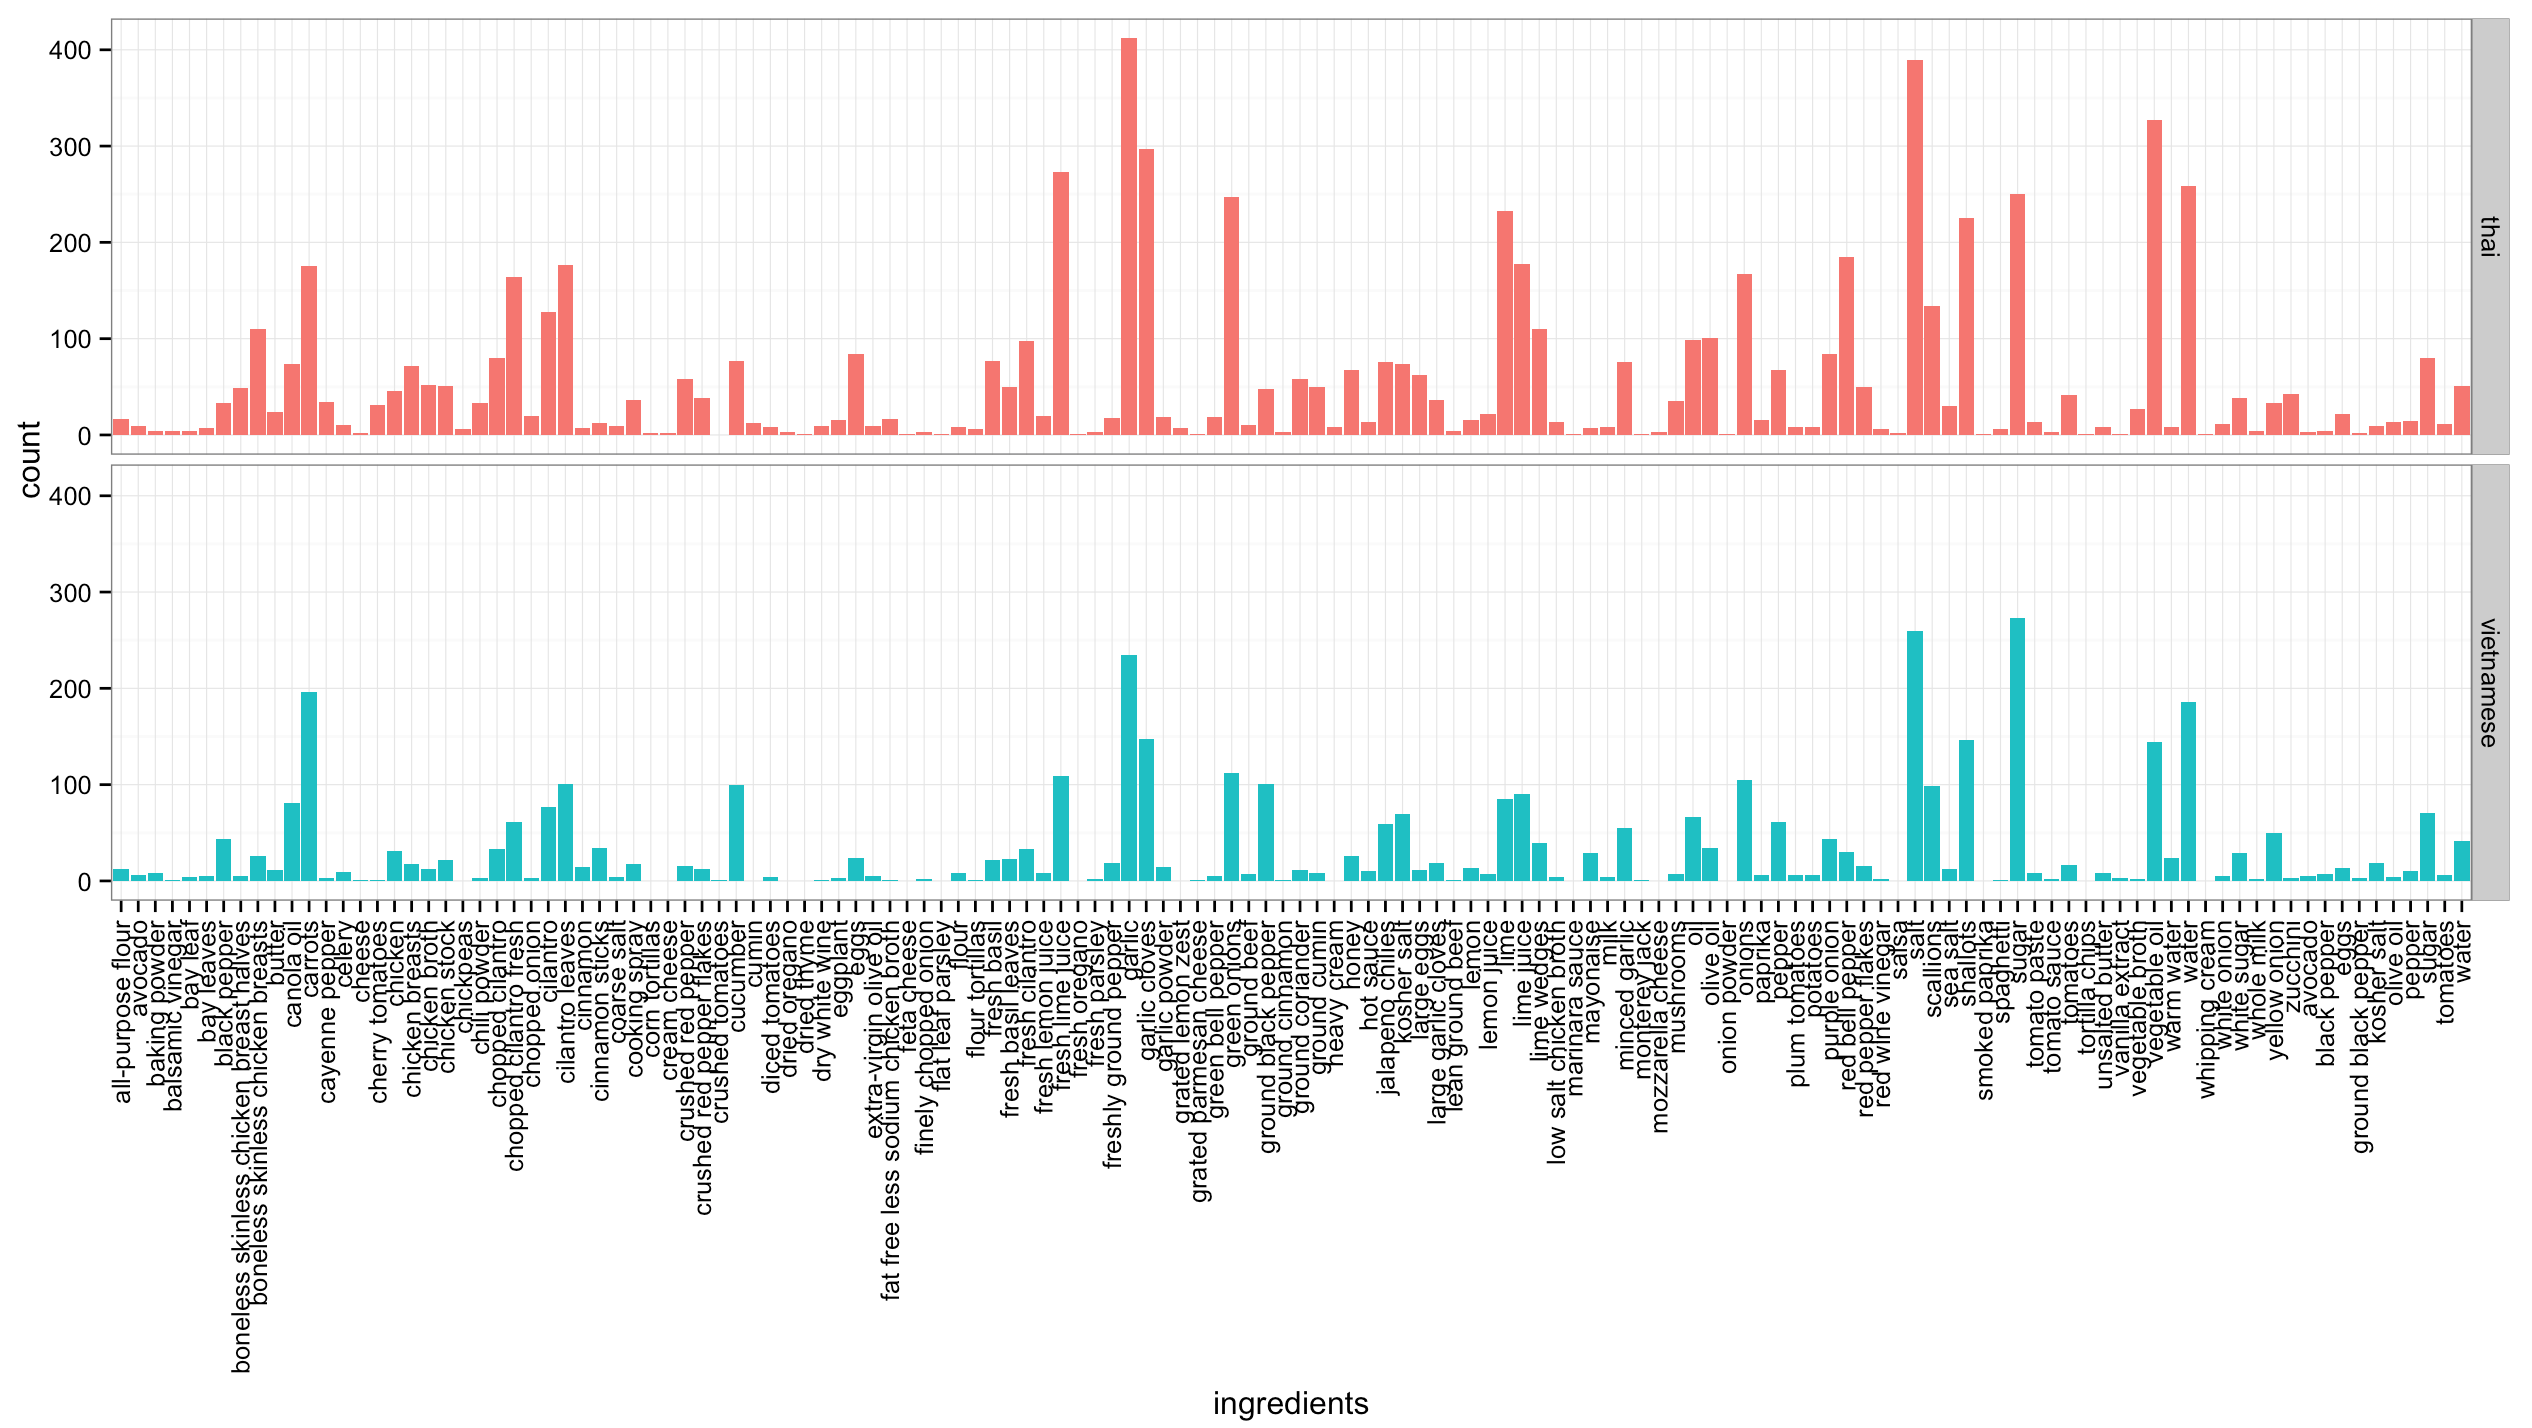 400
300
200
100
0
thai
count
400
300
200
100
0
vietnamese
all-purpose flour
avocado
baking powder
balsamic vinegar
bay leaf
bay leaves
black pepper
boneless skinless chicken breast halves
boneless skinless chicken breasts
butter
canola oil
carrots
cayenne pepper
celery
cheese
cherry tomatoes
chicken
chicken breasts
chicken broth
chicken stock
chickpeas
chili powder
chopped cilantro
chopped cilantro fresh
chopped onion
cilantro
cilantro leaves
cinnamon
cinnamon sticks
coarse salt
cooking spray
corn tortillas
cream cheese
crushed red pepper
crushed red pepper flakes
crushed tomatoes
cucumber
cumin
diced tomatoes
dried oregano
dried thyme
dry white wine
eggplant
eggs
extra-virgin olive oil
fat free less sodium chicken broth
feta cheese
finely chopped onion
flat leaf parsley
flour
flour tortillas
fresh basil
fresh basil leaves
fresh cilantro
fresh lemon juice
fresh lime juice
fresh oregano
fresh parsley
freshly ground pepper
garlic
garlic cloves
garlic powder
grated lemon zest
grated parmesan cheese
green bell pepper
green onions
ground beef
ground black pepper
ground cinnamon
ground coriander
ground cumin
heavy cream
honey
hot sauce
jalapeno chilies
kosher salt
large eggs
large garlic cloves
lean ground beef
lemon
lemon juice
lime
lime juice
lime wedges
low salt chicken broth
marinara sauce
mayonaise
milk
minced garlic
monterey jack
mozzarella cheese
mushrooms
oil
olive oil
onion powder
onions
paprika
pepper
plum tomatoes
potatoes
purple onion
red bell pepper
red pepper flakes
red wine vinegar
salsa
salt
scallions
sea salt
shallots
smoked paprika
spaghetti
sugar
tomato paste
tomato sauce
tomatoes
tortilla chips
unsalted butter
vanilla extract
vegetable broth
vegetable oil
warm water
water
whipping cream
white onion
white sugar
whole milk
yellow onion
zucchini
avocado
black pepper
eggs
ground black pepper
kosher salt
olive oil
pepper
sugar
tomatoes
water
ingredients